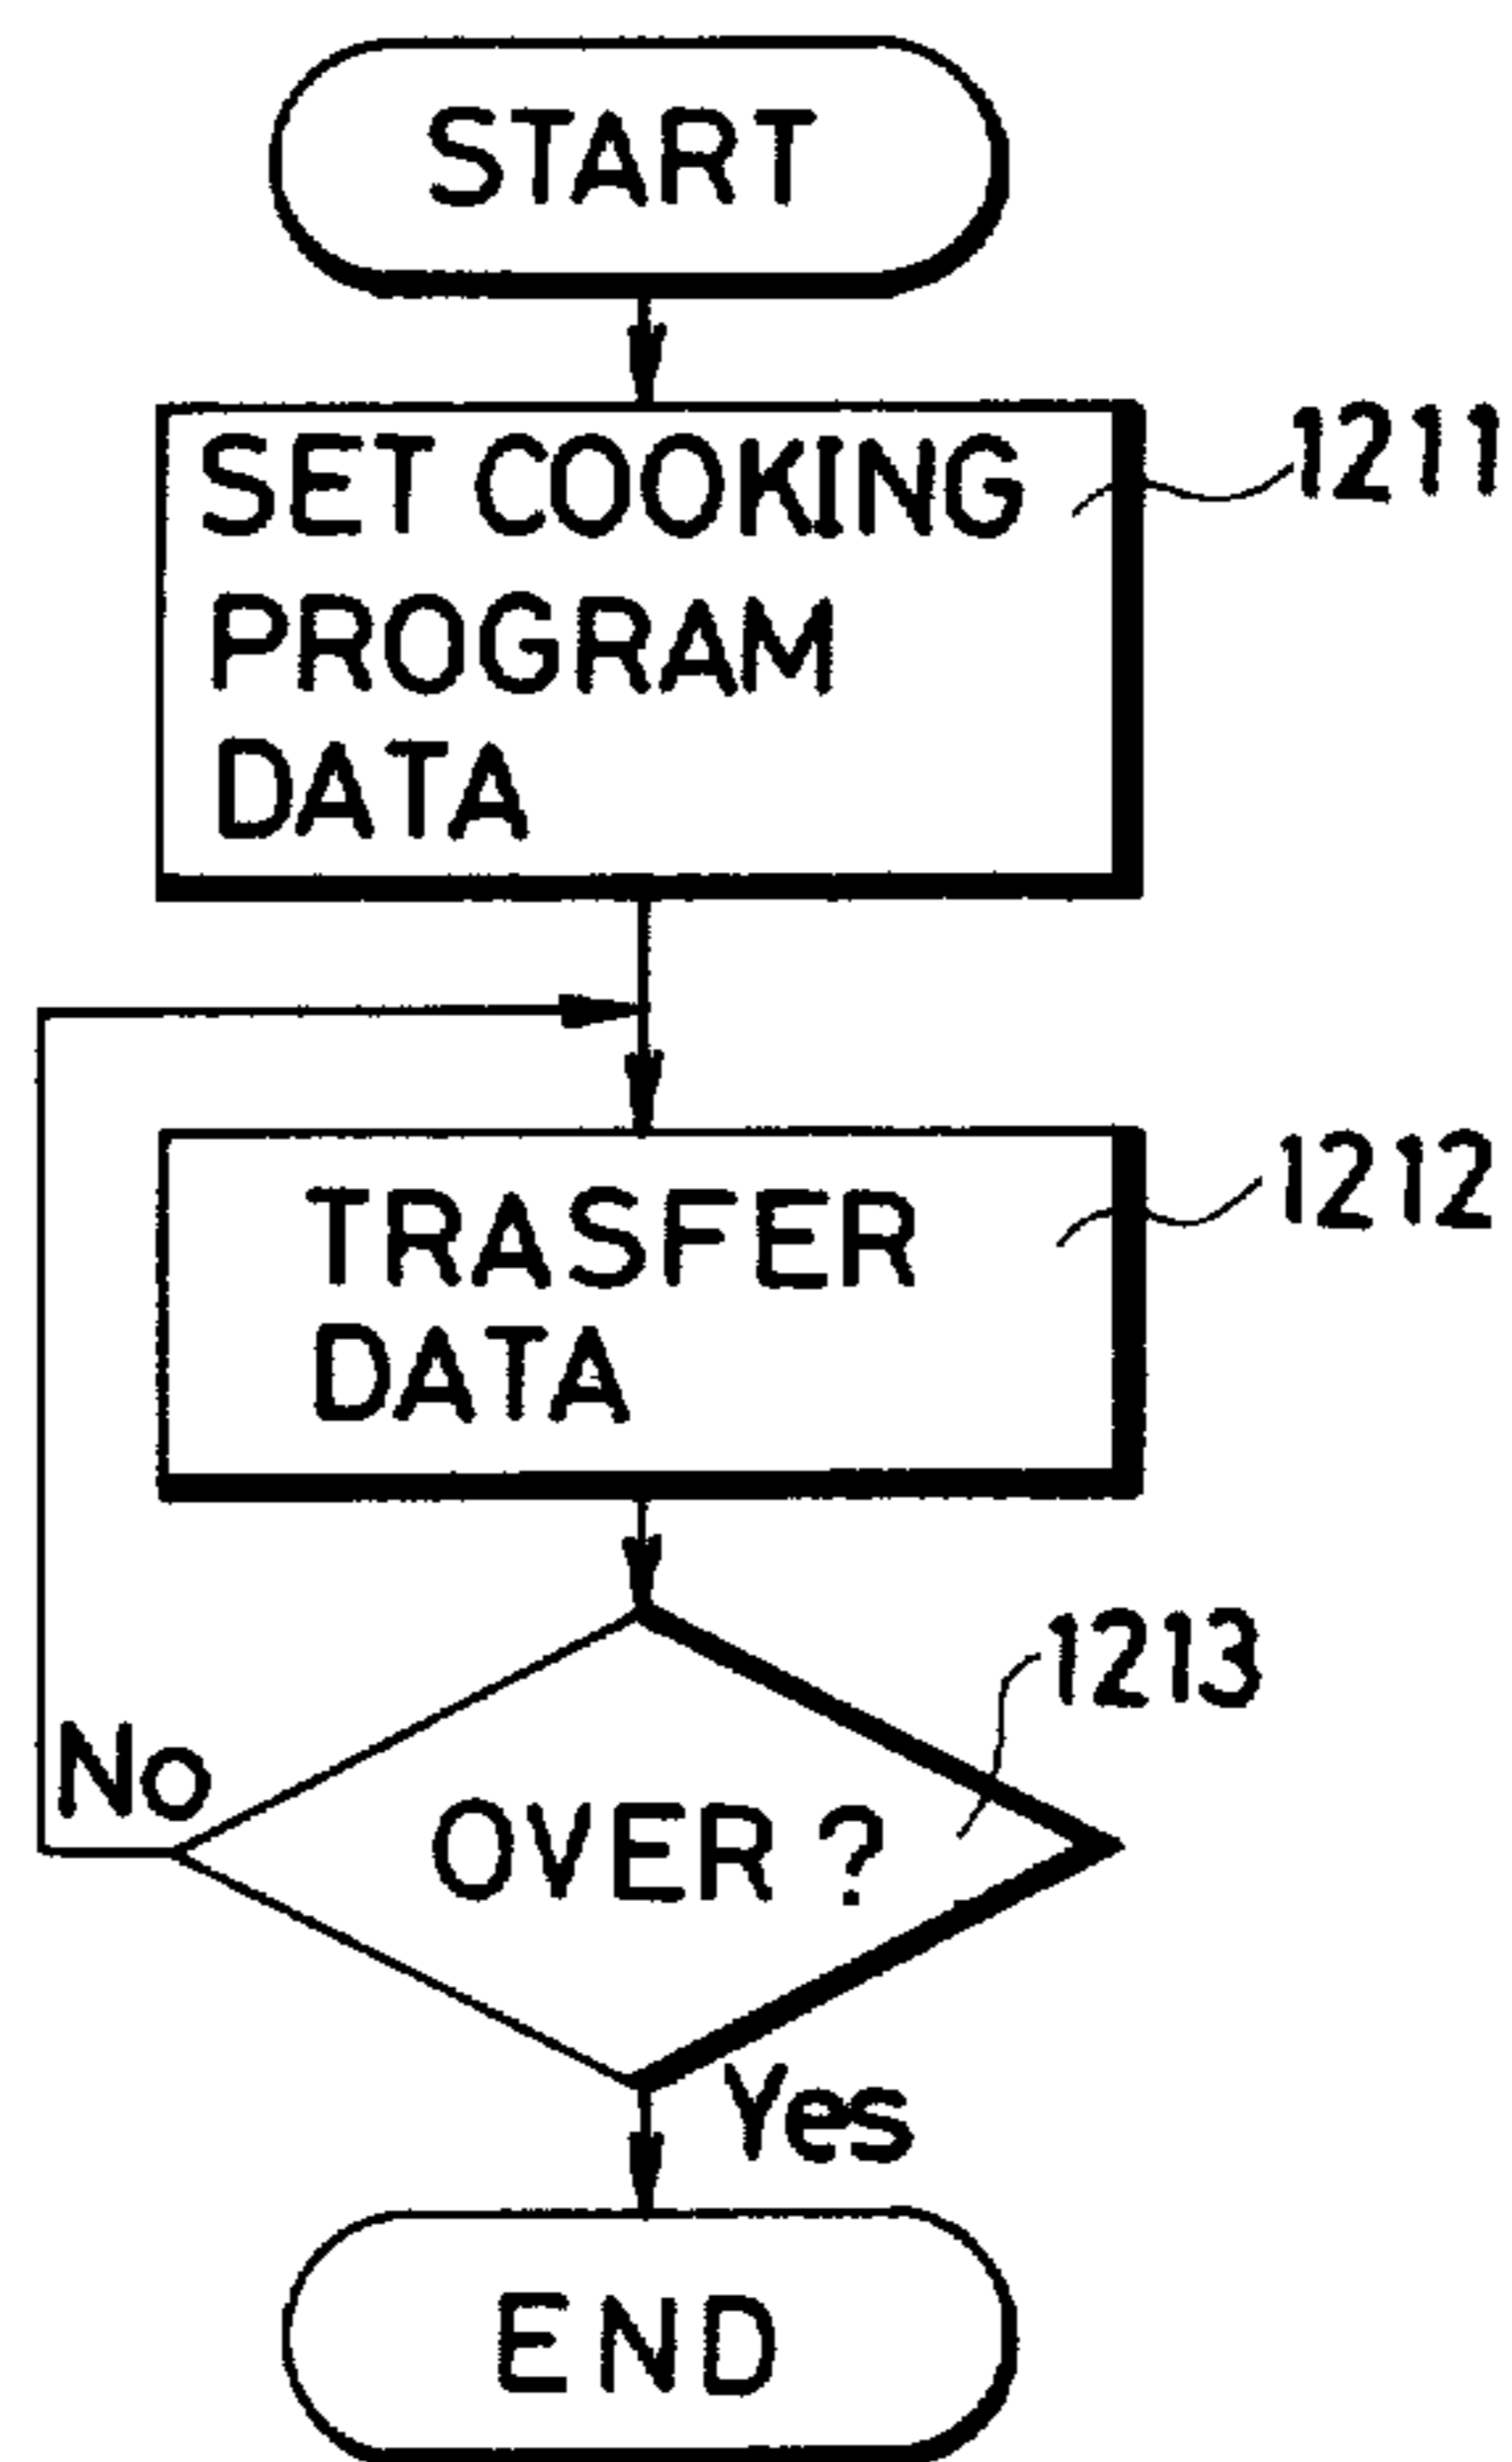 START
SET COOKING
PROGRAM
DATA
1211
TRASFER
DATA
1212
1213
No
OVER ?
Yes
END